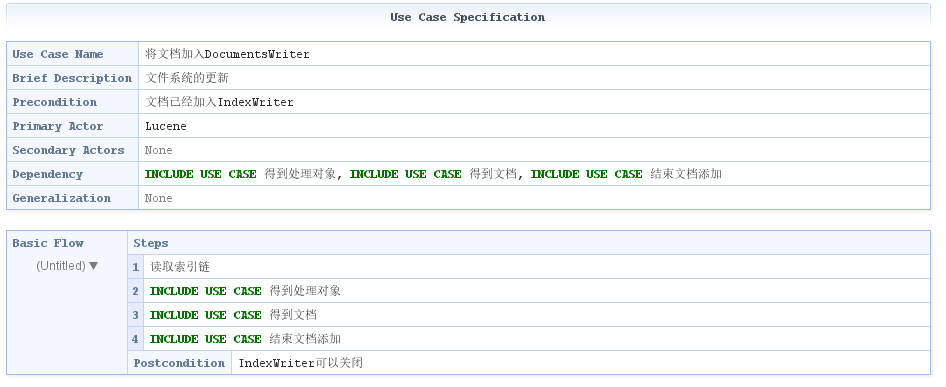 Use Case Specification
Use Case Name 将文档加入DocumentsWriter
Brief Description 文件系统的更新
Precondition 文档已经加入IndexWriter
Primary Actor Lucene
Secondary Actors None
Dependency INCLUDE USE CASE 得到处理对象, INCLUDE USE CASE 得到文档, INCLUDE USE CASE 结束文档添加
Generalization None
Basic Flow Steps
(Untitled) ▼
1 读取索引链
2 INCLUDE USE CASE 得到处理对象
3 INCLUDE USE CASE 得到文档
4 INCLUDE USE CASE 结束文档添加
Postcondition IndexWriter可以关闭